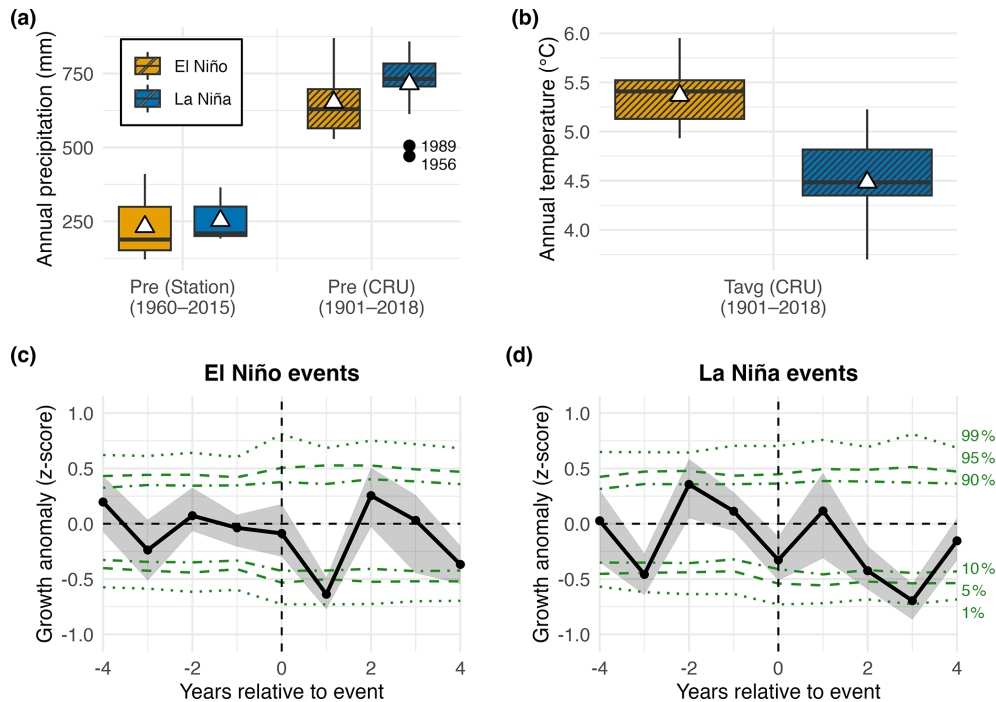 (a)
Annual precipitation (mm)
750
500
250
El Niño
La Niña
1989
1956
Pre (Station)
(1960–2015)
Pre (CRU)
(1901–2018)
(b)
Annual temperature (°C)
6.0
5.5
5.0
4.5
4.0
Tavg (CRU)
(1901–2018)
(c)
El Niño events
Growth anomaly (z-score)
1.0
0.5
0.0
-0.5
-1.0
-4 -2 0 2 4
Years relative to event
(d)
La Niña events
Growth anomaly (z-score)
1.0
0.5
0.0
-0.5
-1.0
99%
95%
90%
10%
5%
1%
-4 -2 0 2 4
Years relative to event